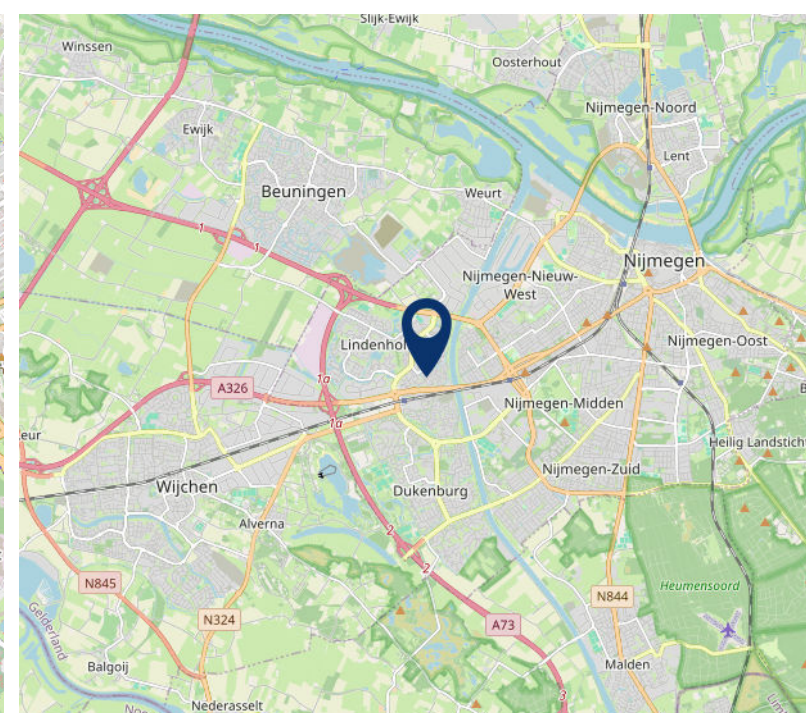 Slijk-Ewijk
Winssen
Oosterhout
Nijmegen-Noord
Ewijk
Lent
Beuningen
Weurt
1
1
Nijmegen
Nijmegen-Nieuw-
West
Lindenhol
Nijmegen-Oost
1a
A326
Nijmegen-Midden
1a
Heilig Landsticht
Nijmegen-Zuid
Wijchen
Dukenburg
Alverna
2
2
N845
Heumensoord
N844
Gelderland
N324
A73
Balgoij
Malden
3
Nederasselt